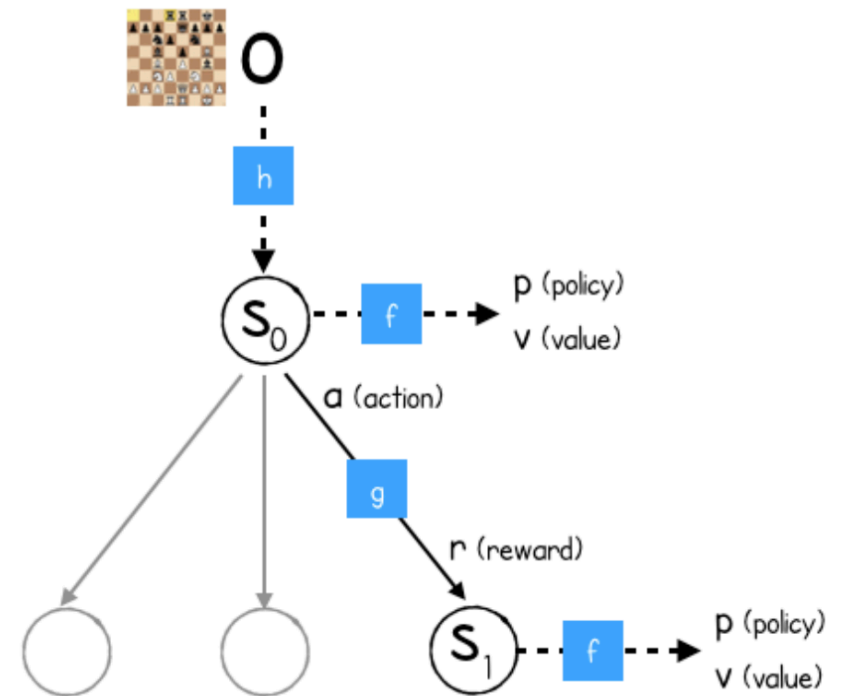 O
h
S0
f
p (policy)
v (value)
a (action)
g
r (reward)
S1
f
p (policy)
v (value)